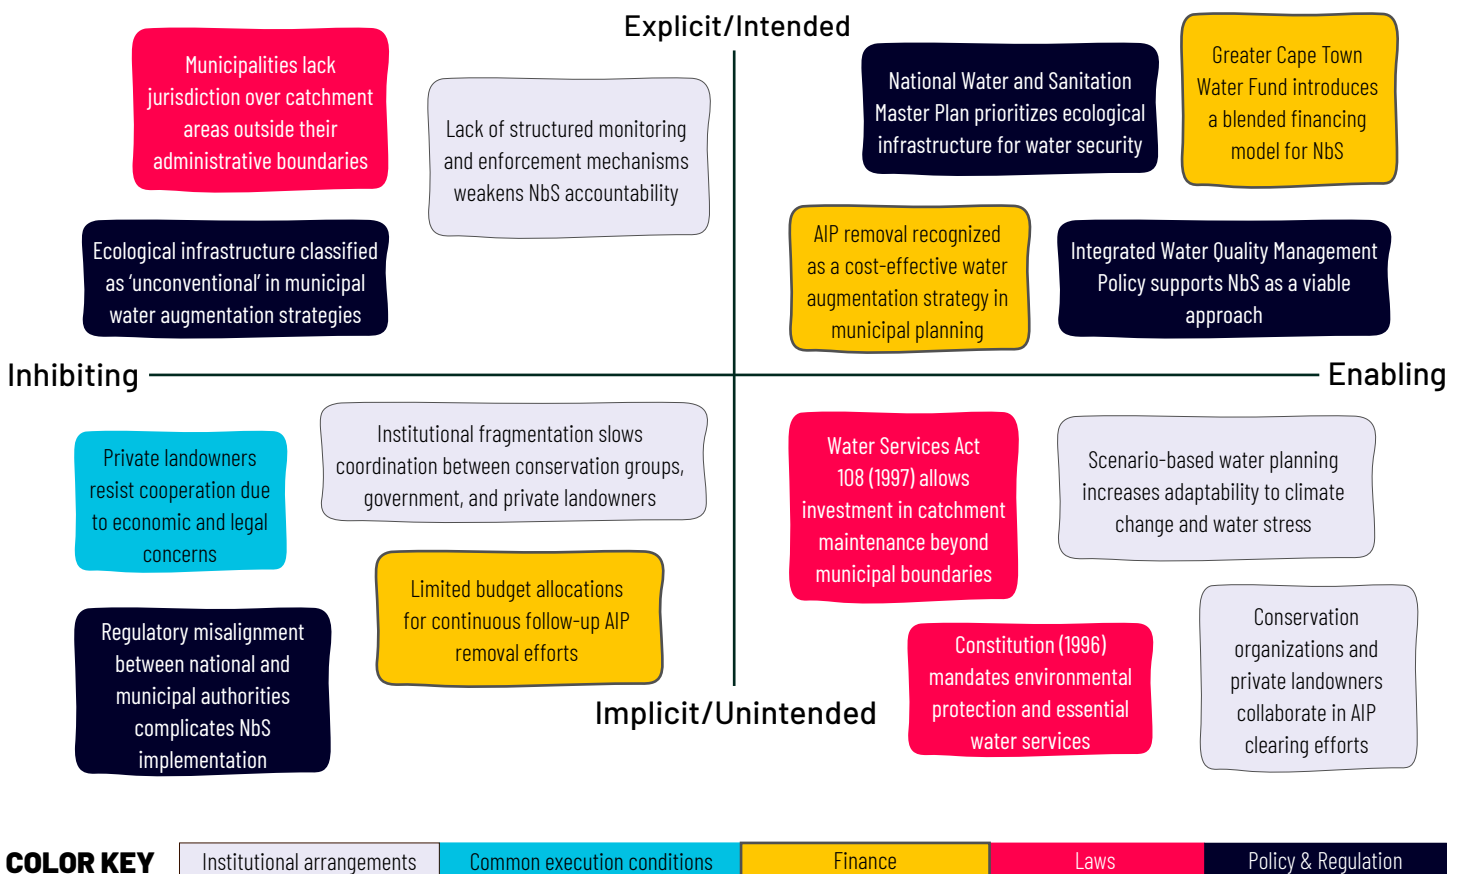 Explicit/Intended
Municipalities lack
jurisdiction over catchment
areas outside their
administrative boundaries
Lack of structured monitoring
and enforcement mechanisms
weakens NbS accountability
Ecological infrastructure classified
as ‘unconventional’ in municipal
water augmentation strategies
National Water and Sanitation
Master Plan prioritizes ecological
infrastructure for water security
Greater Cape Town
Water Fund introduces
a blended financing
model for NbS
AIP removal recognized
as a cost-effective water
augmentation strategy in
municipal planning
Integrated Water Quality Management
Policy supports NbS as a viable
approach
Inhibiting
Enabling
Private landowners
resist cooperation due
to economic and legal
concerns
Institutional fragmentation slows
coordination between conservation groups,
government, and private landowners
Limited budget allocations
for continuous follow-up AIP
removal efforts
Regulatory misalignment
between national and
municipal authorities
complicates NbS
implementation
Water Services Act
108 (1997) allows
investment in catchment
maintenance beyond
municipal boundaries
Scenario-based water planning
increases adaptability to climate
change and water stress
Constitution (1996)
mandates environmental
protection and essential
water services
Conservation
organizations and
private landowners
collaborate in AIP
clearing efforts
Implicit/Unintended
COLOR KEY
Institutional arrangements
Common execution conditions
Finance
Laws
Policy & Regulation